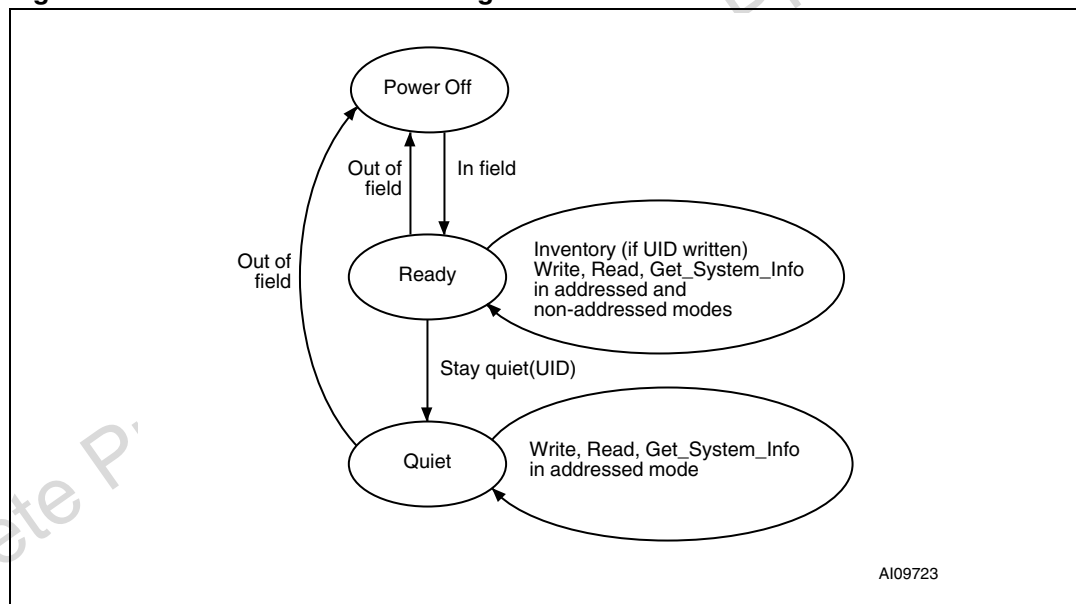 Power Off
Out of
field
In field
Out of
field
Ready
Inventory (if UID written)
Write, Read, Get_System_Info
in addressed and
non-addressed modes
Stay quiet(UID)
Quiet
Write, Read, Get_System_Info
in addressed mode
AI09723